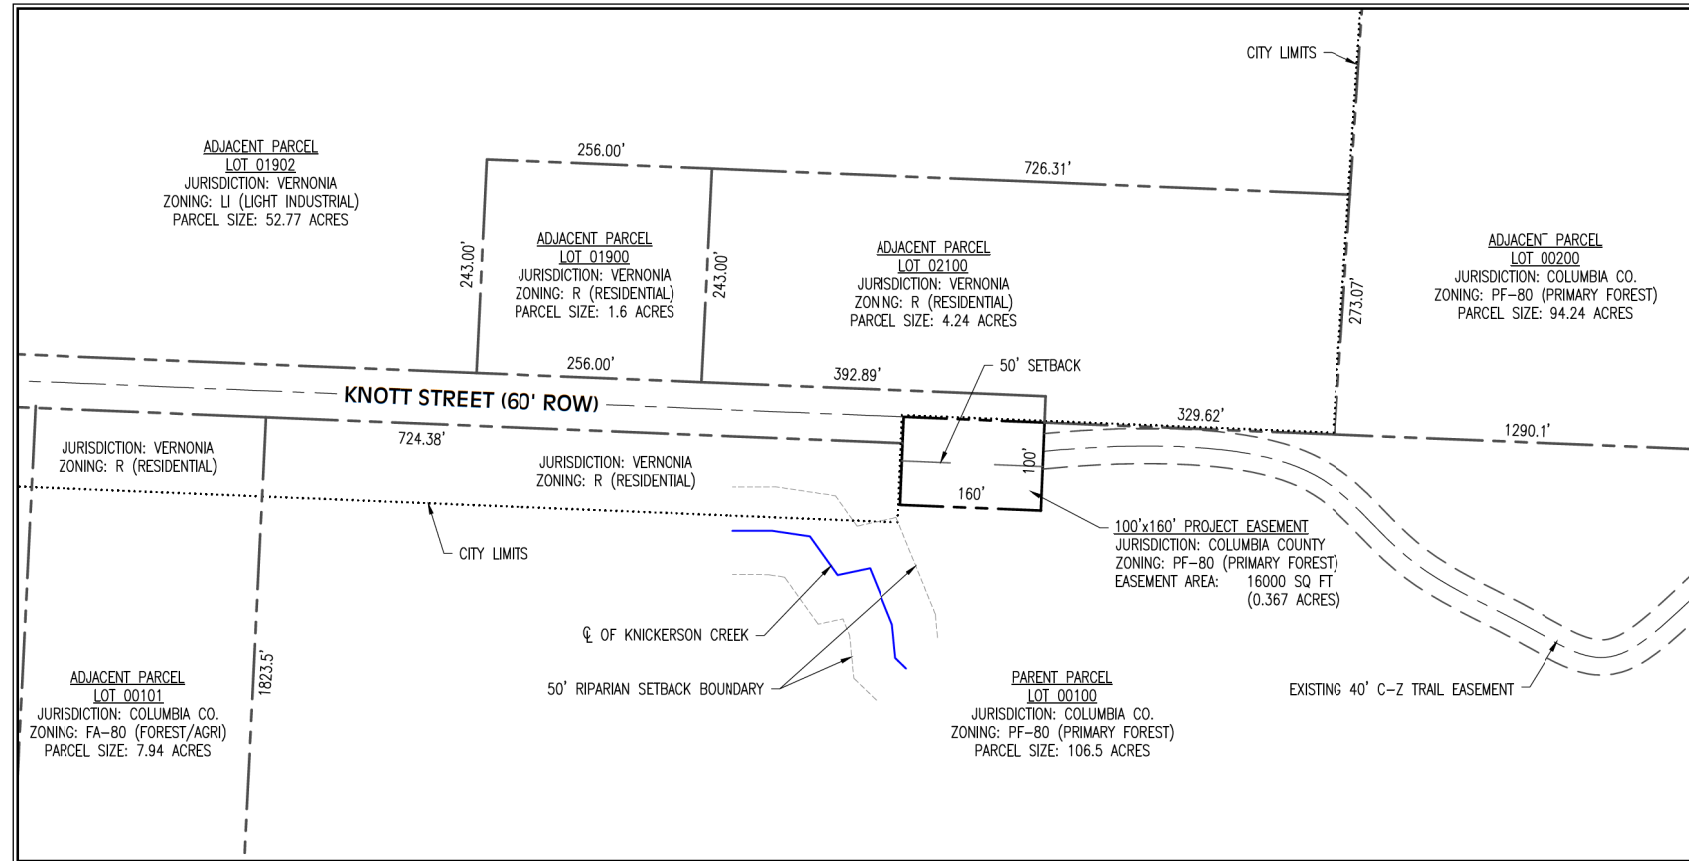 CITY LIMITS
ADJACENT PARCEL
LOT 01902
JURISDICTION: VERNONIA
ZONING: LI (LIGHT INDUSTRIAL)
PARCEL SIZE: 52.77 ACRES
256.00'
726.31'
243.00'
ADJACENT PARCEL
LOT 01900
JURISDICTION: VERNONIA
ZONING: R (RESIDENTIAL)
PARCEL SIZE: 1.6 ACRES
243.00'
ADJACENT PARCEL
LOT 02100
JURISDICTION: VERNONIA
ZONING: R (RESIDENTIAL)
PARCEL SIZE: 4.24 ACRES
273.07'
ADJACENT PARCEL
LOT 00200
JURISDICTION: COLUMBIA CO.
ZONING: PF-80 (PRIMARY FOREST)
PARCEL SIZE: 94.24 ACRES
256.00'
392.89'
50' SETBACK
KNOTT STREET (60' ROW)
329.62'
1290.1'
724.38'
JURISDICTION: VERNONIA
ZONING: R (RESIDENTIAL)
JURISDICTION: VERNONIA
ZONING: R (RESIDENTIAL)
100'
160'
CITY LIMITS
100'x160' PROJECT EASEMENT
JURISDICTION: COLUMBIA COUNTY
ZONING: PF-80 (PRIMARY FOREST)
EASEMENT AREA: 16000 SQ FT
(0.367 ACRES)
℄ OF KNICKERSON CREEK
50' RIPARIAN SETBACK BOUNDARY
1823.5'
ADJACENT PARCEL
LOT 00101
JURISDICTION: COLUMBIA CO.
ZONING: FA-80 (FOREST/AGRI)
PARCEL SIZE: 7.94 ACRES
PARENT PARCEL
LOT 00100
JURISDICTION: COLUMBIA CO.
ZONING: PF-80 (PRIMARY FOREST)
PARCEL SIZE: 106.5 ACRES
EXISTING 40' C-Z TRAIL EASEMENT